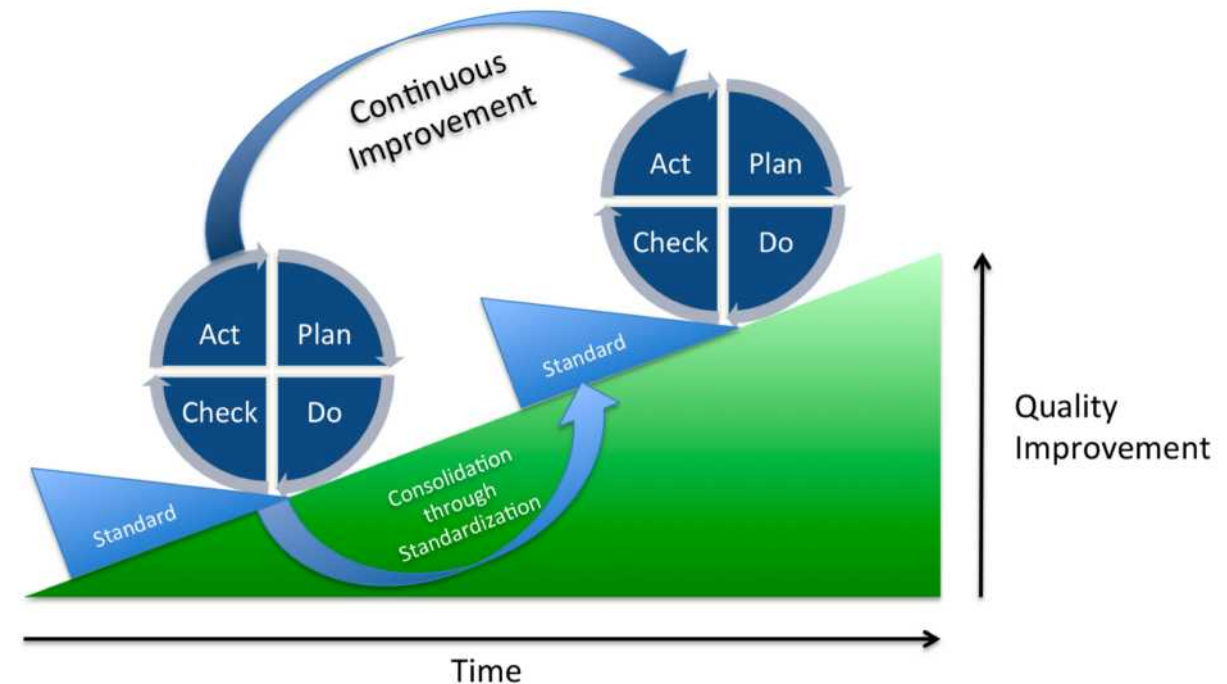 Continuous
Improvement
Act
Plan
Check
Do
Act
Plan
Check
Do
Standard
Standard
Consolidation
through
Standardization
Quality
Improvement
Time